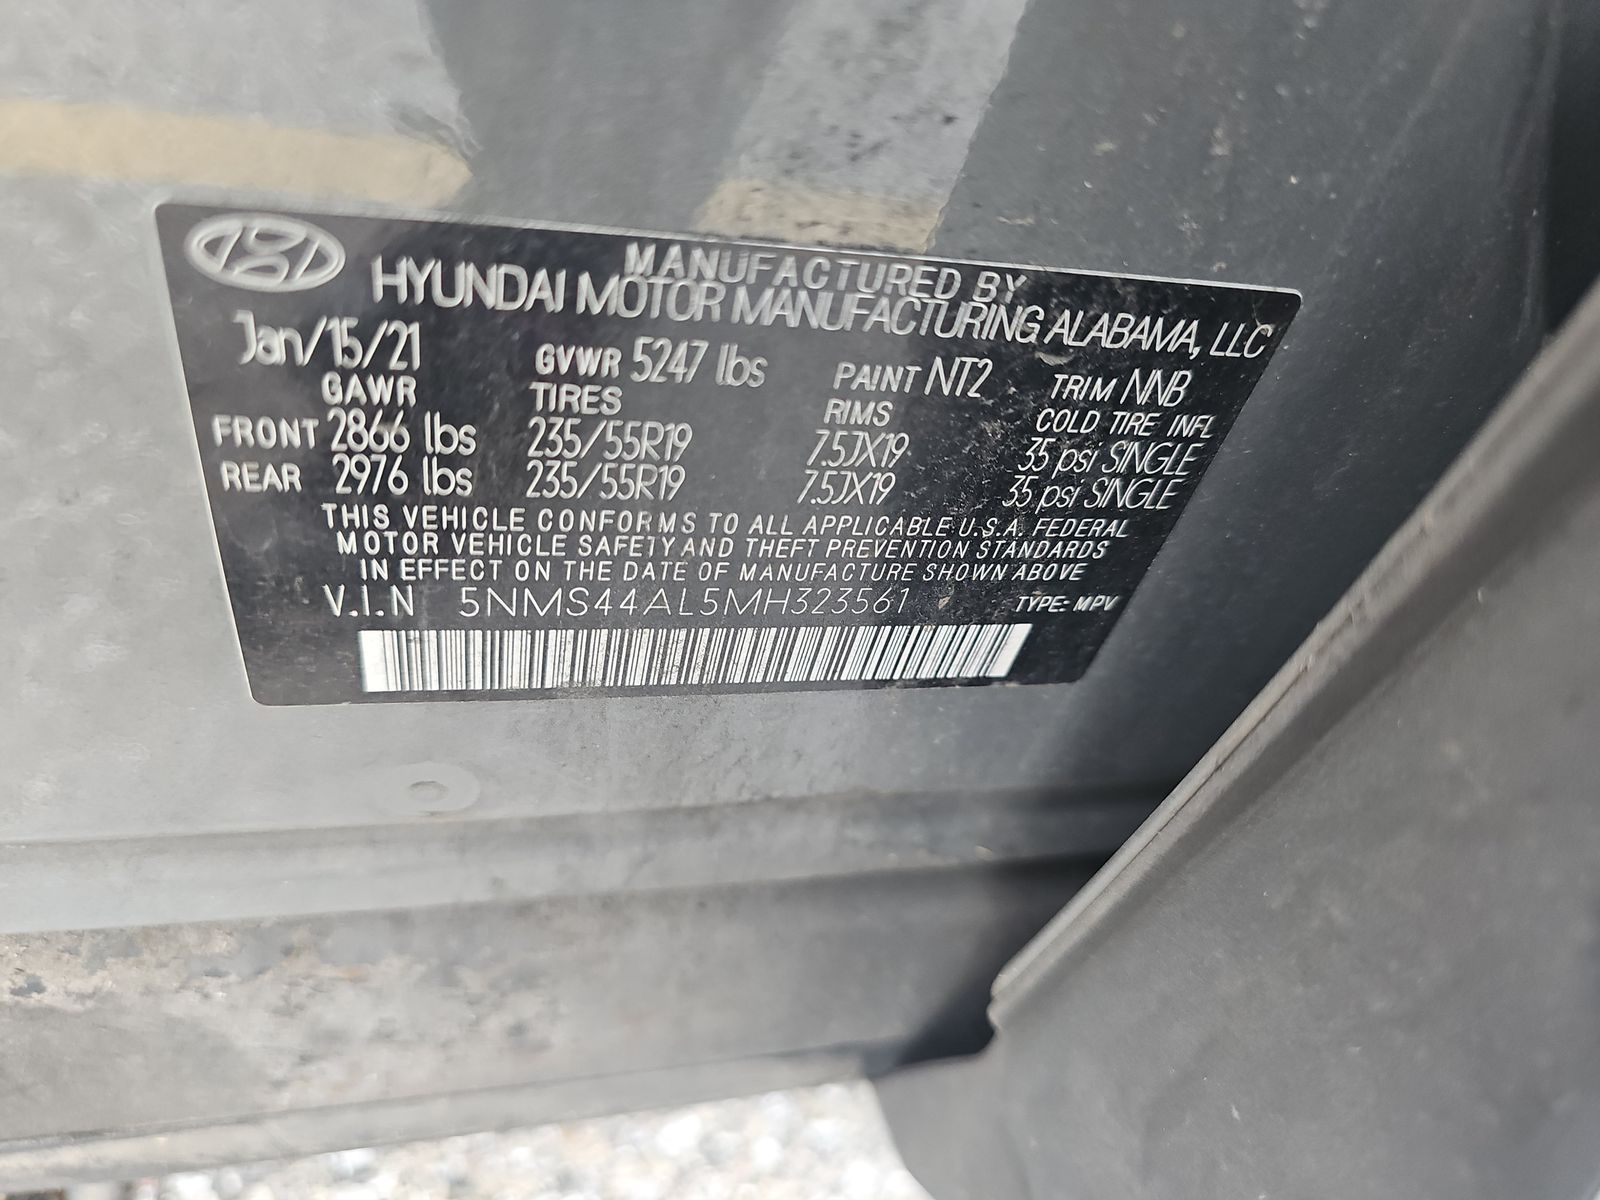 MANUFACTURED BY
HYUNDAI MOTOR MANUFACTURING ALABAMA, LLC
Jan/15/21 GVWR 5247 lbs PAINT NT2 TRIM NNB
GAWR TIRES RIMS COLD TIRE INFL
FRONT 2866 lbs 235/55R19 7.5JX19 35 psi SINGLE
REAR 2976 lbs 235/55R19 7.5JX19 35 psi SINGLE
THIS VEHICLE CONFORMS TO ALL APPLICABLE U.S.A. FEDERAL
MOTOR VEHICLE SAFETY AND THEFT PREVENTION STANDARDS
IN EFFECT ON THE DATE OF MANUFACTURE SHOWN ABOVE
V.I.N 5NMS44AL5MH323561 TYPE: MPV